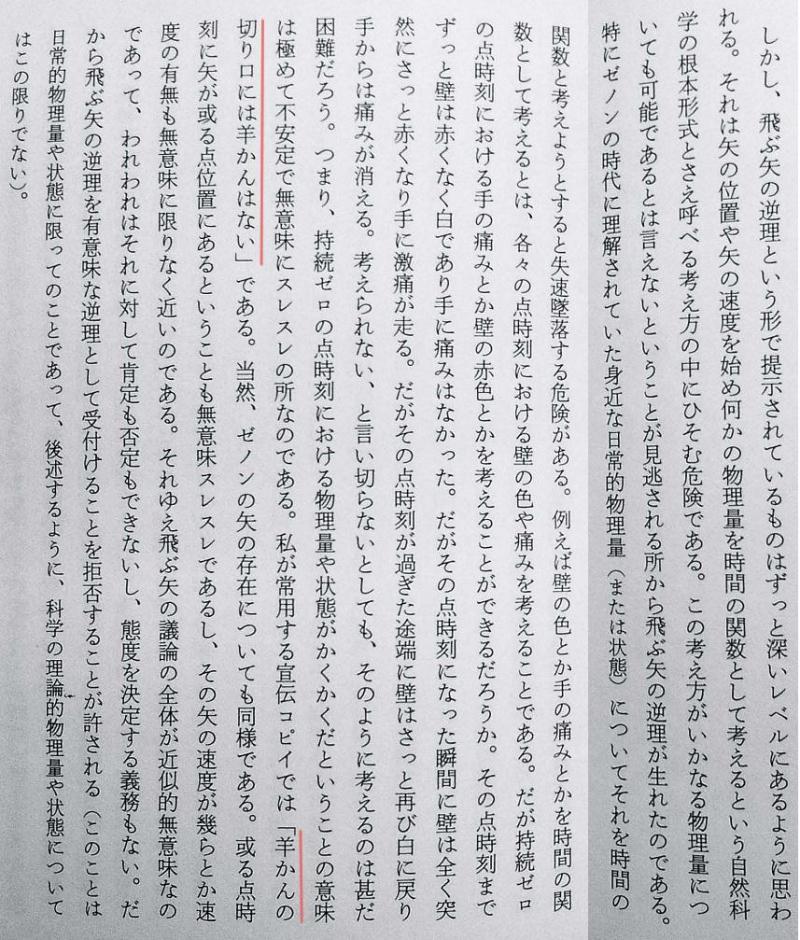 しかし、飛ぶ矢の逆理という形で提示されているものはずっと深いレベルにあるように思わ
れる。それは矢の位置や矢の速度を始め何かの物理量を時間の関数として考えるという自然科
学の根本形式とさえ呼べる考え方の中にひそむ危険である。この考え方がいかなる物理量につ
いても可能であるとは言えないということが見逃される所から飛ぶ矢の逆理が生れたのである。
特にゼノンの時代に理解されていた身近な日常的物理量（または状態）についてそれを時間の
関数と考えようとすると失速墜落する危険がある。例えば壁の色とか手の痛みとかを時間の関
数として考えるとは、各々の点時刻における壁の色や痛みを考えることである。だが持続ゼロ
の点時刻における手の痛みとか壁の赤色とかを考えることができるだろうか。その点時刻まで
ずっと壁は赤くなく白であり手に痛みはなかった。だがその点時刻になった瞬間に壁は全く突
然にさっと赤くなり手に激痛が走る。だがその点時刻が過ぎた途端に壁はさっと再び白に戻り
手からは痛みが消える。考えられない、と言い切らないとしても、そのように考えるのは甚だ
困難だろう。つまり、持続ゼロの点時刻における物理量や状態がかくかくだということの意味
は極めて不安定で無意味にスレスレの所なのである。私が常用する宣伝コピイでは「羊かんの
切り口には羊かんはない」である。当然、ゼノンの矢の存在についても同様である。或る点時
刻に矢が或る点位置にあるということも無意味スレスレであるし、その矢の速度が幾らとか速
度の有無も無意味に限りなく近いのである。それゆえ飛ぶ矢の議論の全体が近似的無意味なの
であって、われわれはそれに対して肯定も否定もできないし、態度を決定する義務もない。だ
から飛ぶ矢の逆理を有意味な逆理として受付けることを拒否することが許される（このことは
日常的物理量や状態に限ってのことであって、後述するように、科学の理論的物理量や状態について
はこの限りでない）。